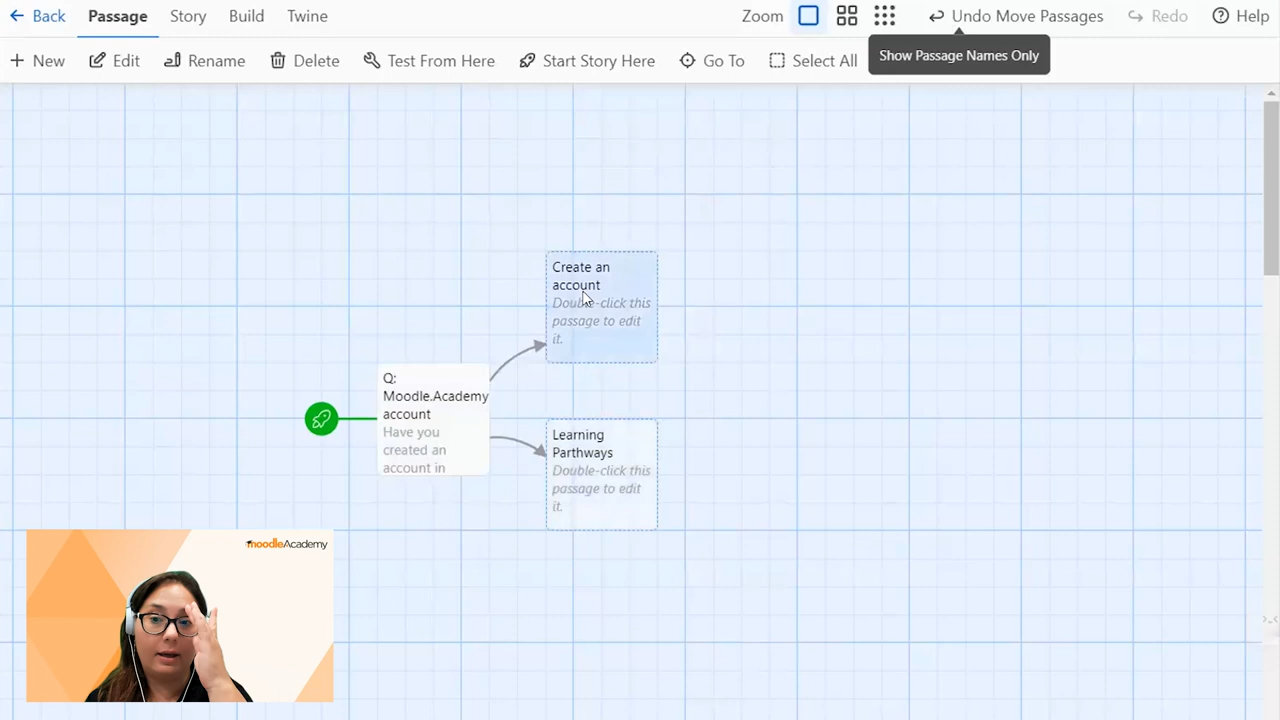 Back Passage Story Build Twine Zoom Undo Move Passages Redo Help
Show Passage Names Only
New Edit Rename Delete Test From Here Start Story Here Go To Select All
Create an
account
Double-click this
passage to edit
it.
Q:
Moodle.Academy
account
Have you
created an
account in
Learning
Parthways
Double-click this
passage to edit
it.
moodleAcademy